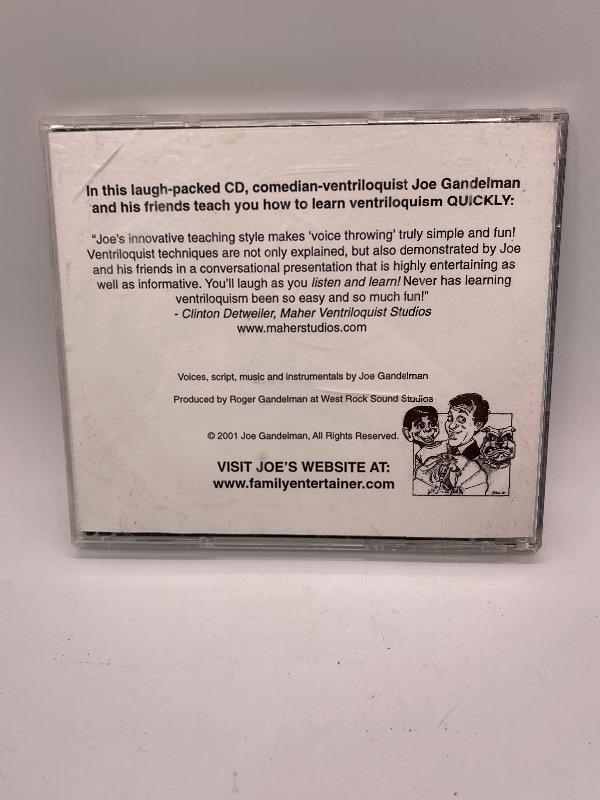 In this laugh-packed CD, comedian-ventriloquist Joe Gandelman
and his friends teach you how to learn ventriloquism QUICKLY:
“Joe's innovative teaching style makes ‘voice throwing’ truly simple and fun!
Ventriloquist techniques are not only explained, but also demonstrated by Joe
and his friends in a conversational presentation that is highly entertaining as
well as informative. You'll laugh as you listen and learn! Never has learning
ventriloquism been so easy and so much fun!”
- Clinton Detweiler, Maher Ventriloquist Studios
www.maherstudios.com
Voices, script, music and instrumentals by Joe Gandelman
Produced by Roger Gandelman at West Rock Sound Studios
© 2001 Joe Gandelman, All Rights Reserved.
VISIT JOE'S WEBSITE AT:
www.familyentertainer.com